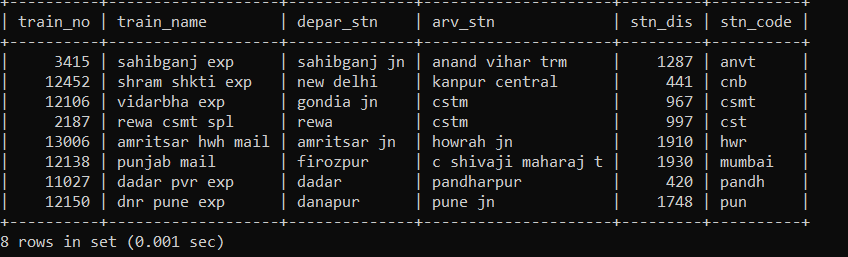 +----------+-------------------+--------------+---------------------+---------+----------+
| train_no | train_name        | depar_stn    | arv_stn             | stn_dis | stn_code |
+----------+-------------------+--------------+---------------------+---------+----------+
|     3415 | sahibganj exp     | sahibganj jn | anand vihar trm     |    1287 | anvt     |
|    12452 | shram shkti exp   | new delhi    | kanpur central      |     441 | cnb      |
|    12106 | vidarbha exp      | gondia jn    | cstm                |     967 | csmt     |
|     2187 | rewa csmt spl     | rewa         | cstm                |     997 | cst      |
|    13006 | amritsar hwh mail | amritsar jn  | howrah jn           |    1910 | hwr      |
|    12138 | punjab mail       | firozpur     | c shivaji maharaj t |    1930 | mumbai   |
|    11027 | dadar pvr exp     | dadar        | pandharpur          |     420 | pandh    |
|    12150 | dnr pune exp      | danapur      | pune jn             |    1748 | pun      |
+----------+-------------------+--------------+---------------------+---------+----------+
8 rows in set (0.001 sec)